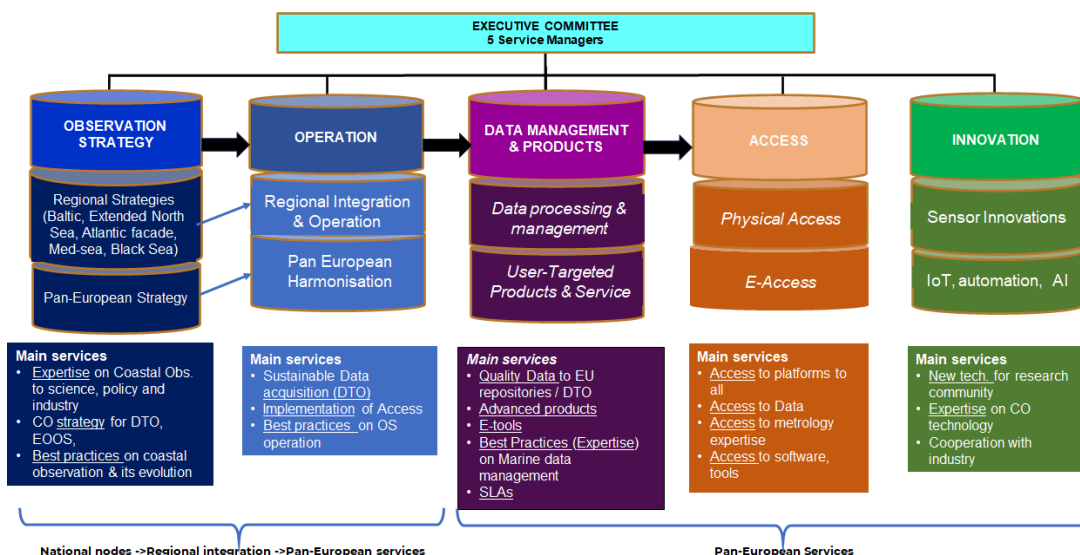 EXECUTIVE COMMITTEE
5 Service Managers
OBSERVATION
STRATEGY
Regional Strategies
(Baltic, Extended North
Sea, Atlantic facade,
Med-sea, Black Sea)
Pan-European Strategy
OPERATION
Regional Integration
& Operation
Pan European
Harmonisation
DATA MANAGEMENT
& PRODUCTS
Data processing &
management
User-Targeted
Products & Service
ACCESS
Physical Access
E-Access
INNOVATION
Sensor Innovations
IoT, automation, AI
Main services
• Expertise on Coastal Obs.
to science, policy and
industry
• CO strategy for DTO,
EOOS,
• Best practices on coastal
observation & its evolution
Main services
• Sustainable Data
acquisition (DTO)
• Implementation of Access
• Best practices on OS
operation
Main services
• Quality Data to EU
repositories / DTO
• Advanced products
• E-tools
• Best Practices (Expertise)
on Marine data
management
• SLAs
Main services
• Access to platforms to
all
• Access to Data
• Access to metrology
expertise
• Access to software,
tools
Main services
• New tech. for research
community
• Expertise on CO
technology
• Cooperation with
industry
National nodes ->Regional integration ->Pan-European services
Pan-European Services